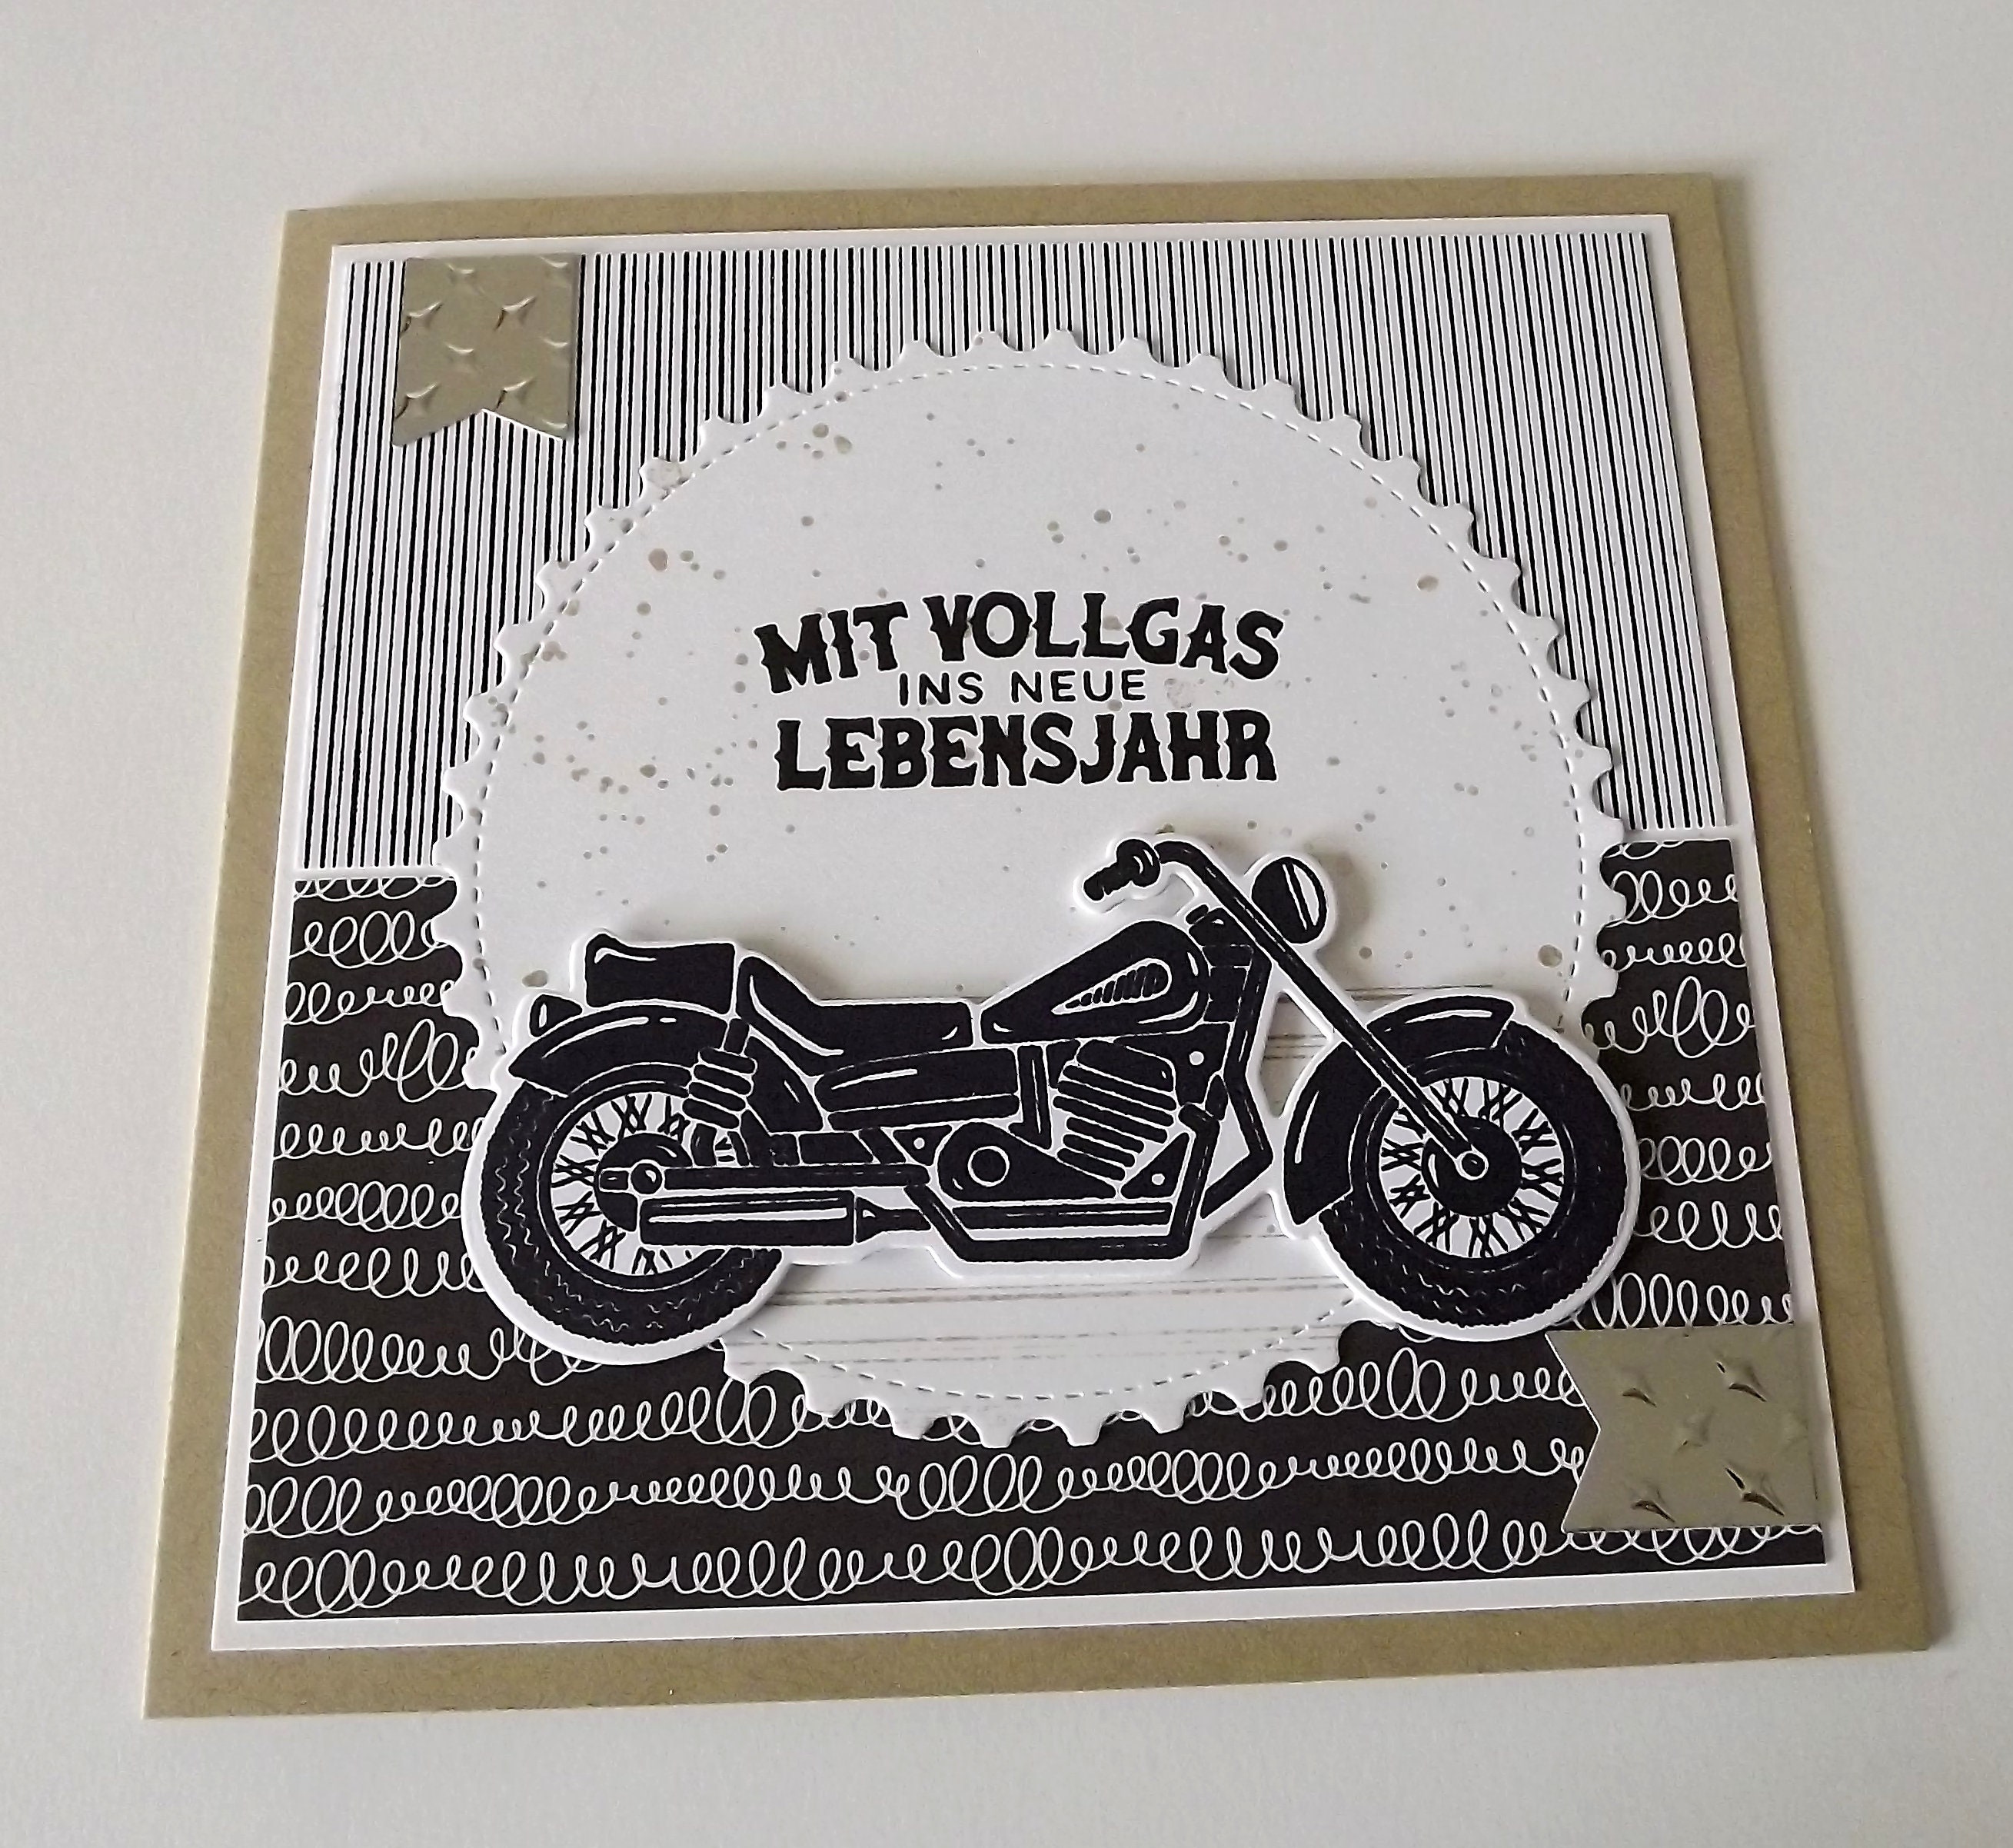 MIT VOLLGAS
INS NEUE
LEBENSJAHR